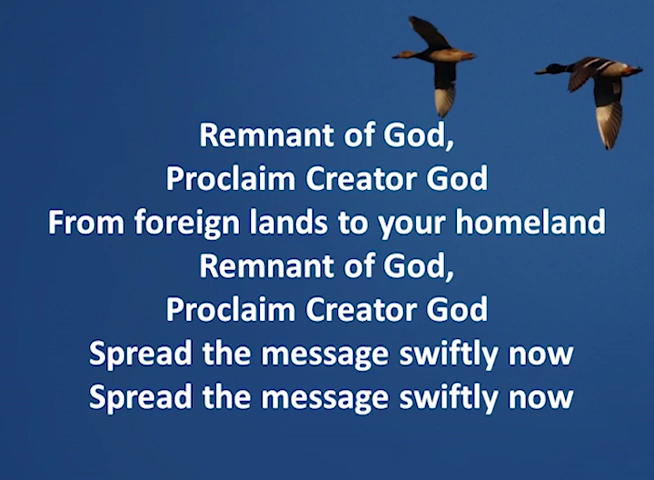 Remnant of God,
Proclaim Creator God
From foreign lands to your homeland
Remnant of God,
Proclaim Creator God
Spread the message swiftly now
Spread the message swiftly now